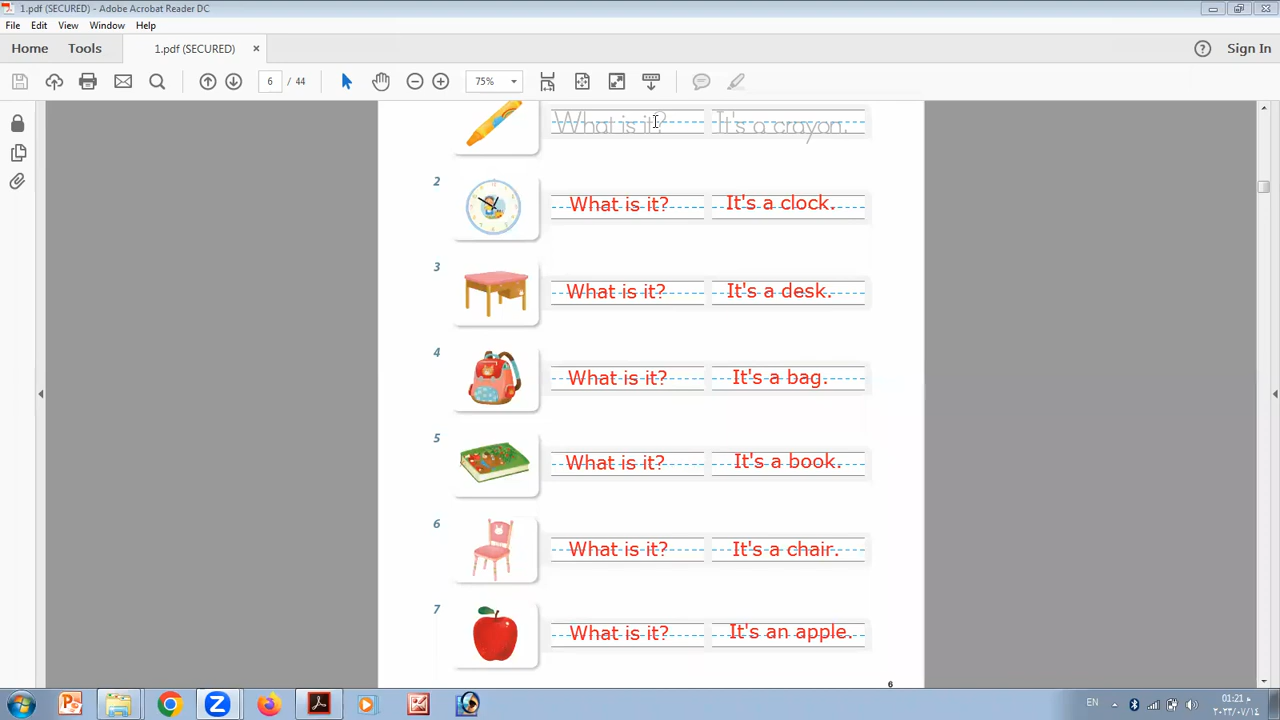 1.pdf (SECURED) - Adobe Acrobat Reader DC
File Edit View Window Help
Home Tools 1.pdf (SECURED) × Sign In
6 / 44 75%
What is it? It's a crayon.
2 What is it? It's a clock.
3 What is it? It's a desk.
4 What is it? It's a bag.
5 What is it? It's a book.
6 What is it? It's a chair.
7 What is it? It's an apple.
6
EN 01:21 ه
٢٠٢٣/٠٧/١٤